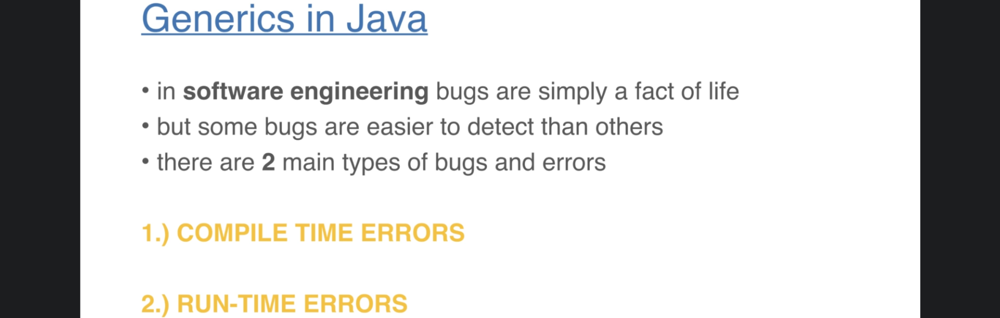 Generics in Java
• in software engineering bugs are simply a fact of life
• but some bugs are easier to detect than others
• there are 2 main types of bugs and errors
1.) COMPILE TIME ERRORS
2.) RUN-TIME ERRORS